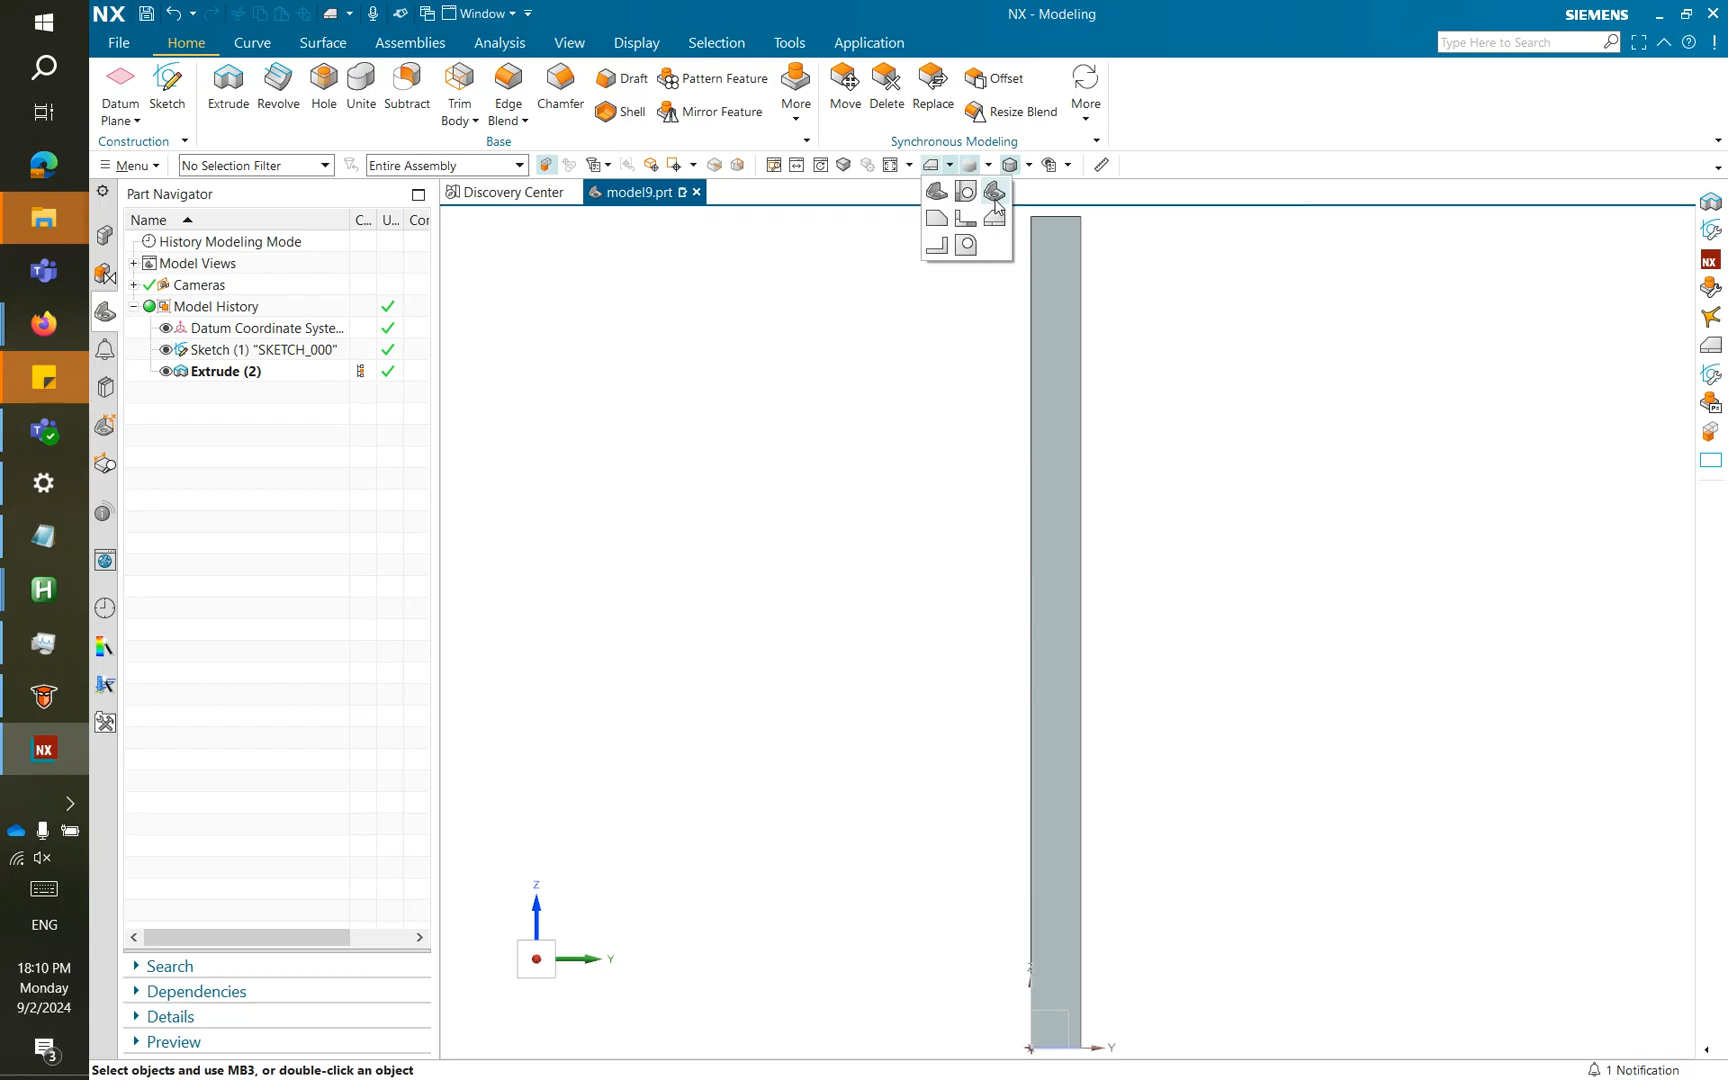 NX
Window
NX - Modeling
SIEMENS
File
Home
Curve
Surface
Assemblies
Analysis
View
Display
Selection
Tools
Application
Type Here to Search
Datum
Plane
Sketch
Extrude
Revolve
Hole
Unite
Subtract
Trim
Body
Edge
Blend
Chamfer
Draft
Shell
Pattern Feature
Mirror Feature
More
Move
Delete
Replace
Offset
Resize Blend
More
Construction
Base
Synchronous Modeling
Menu
No Selection Filter
Entire Assembly
Part Navigator
Discovery Center
model9.prt
Name
C...
U...
Cor
History Modeling Mode
Model Views
Cameras
Model History
Datum Coordinate Syste...
Sketch (1) "SKETCH_000"
Extrude (2)
Search
Dependencies
Details
Preview
Z
Y
Y
ENG
18:10 PM
Monday
9/2/2024
3
NX
NX
H
Select objects and use MB3, or double-click an object
1 Notification